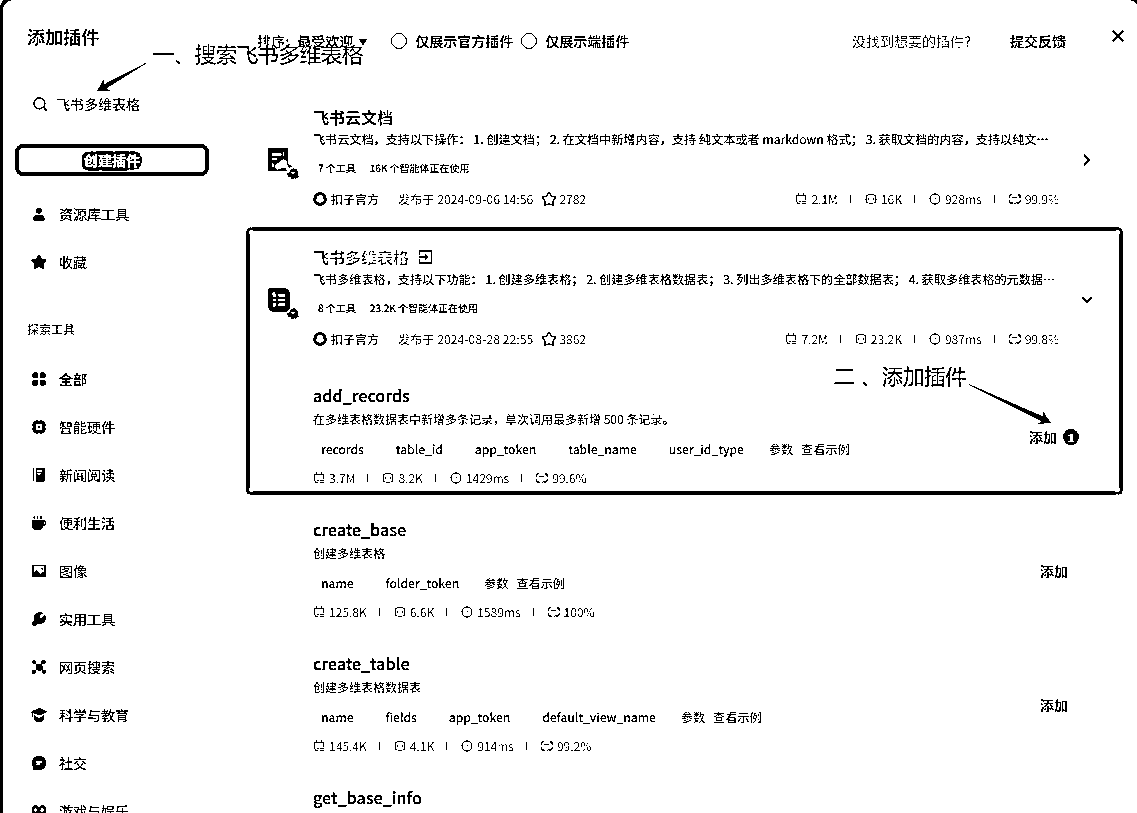 添加插件
排序: 最受欢迎
仅展示官方插件
仅展示端插件
没找到想要的插件?
提交反馈
一、搜索飞书多维表格
飞书多维表格
创建插件
资源库工具
收藏
探索工具
全部
智能硬件
新闻阅读
便利生活
图像
实用工具
网页搜索
科学与教育
社交
游戏与娱乐
飞书云文档
飞书云文档，支持以下操作： 1. 创建文档； 2. 在文档中新增内容，支持 纯文本或者 markdown 格式； 3. 获取文档的内容，支持以纯文…
7 个工具 16K 个智能体正在使用
扣子官方 发布于 2024-09-06 14:56 2782
2.1M 16K 928ms 99.9%
飞书多维表格
飞书多维表格，支持以下功能： 1. 创建多维表格； 2. 创建多维表格数据表； 3. 列出多维表格下的全部数据表； 4. 获取多维表格的元数据…
8 个工具 23.2K 个智能体正在使用
扣子官方 发布于 2024-08-28 22:55 3862
7.2M 23.2K 987ms 99.8%
二 、添加插件
add_records
在多维表格数据表中新增多条记录，单次调用最多新增 500 条记录。
records table_id app_token table_name user_id_type 参数 查看示例
添加 1
3.7M 8.2K 1429ms 99.6%
create_base
创建多维表格
name folder_token 参数 查看示例
添加
125.8K 6.6K 1589ms 100%
create_table
创建多维表格数据表
name fields app_token default_view_name 参数 查看示例
添加
145.4K 4.1K 914ms 99.2%
get_base_info